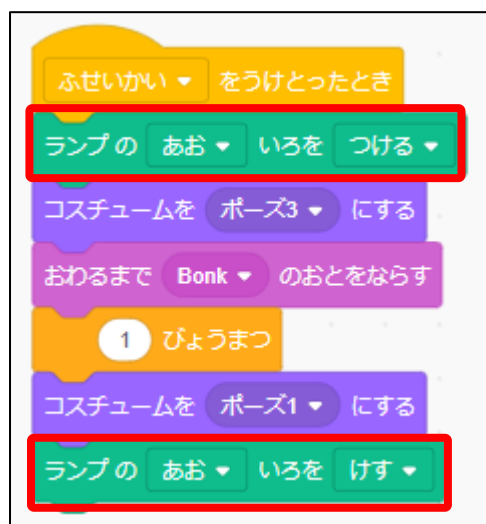 ふせいかい をうけとったとき
ランプ の あお いろを つける
コスチュームを ポーズ3 にする
おわるまで Bonk のおとをならす
1 びょうまつ
コスチュームを ポーズ1 にする
ランプ の あお いろを けす